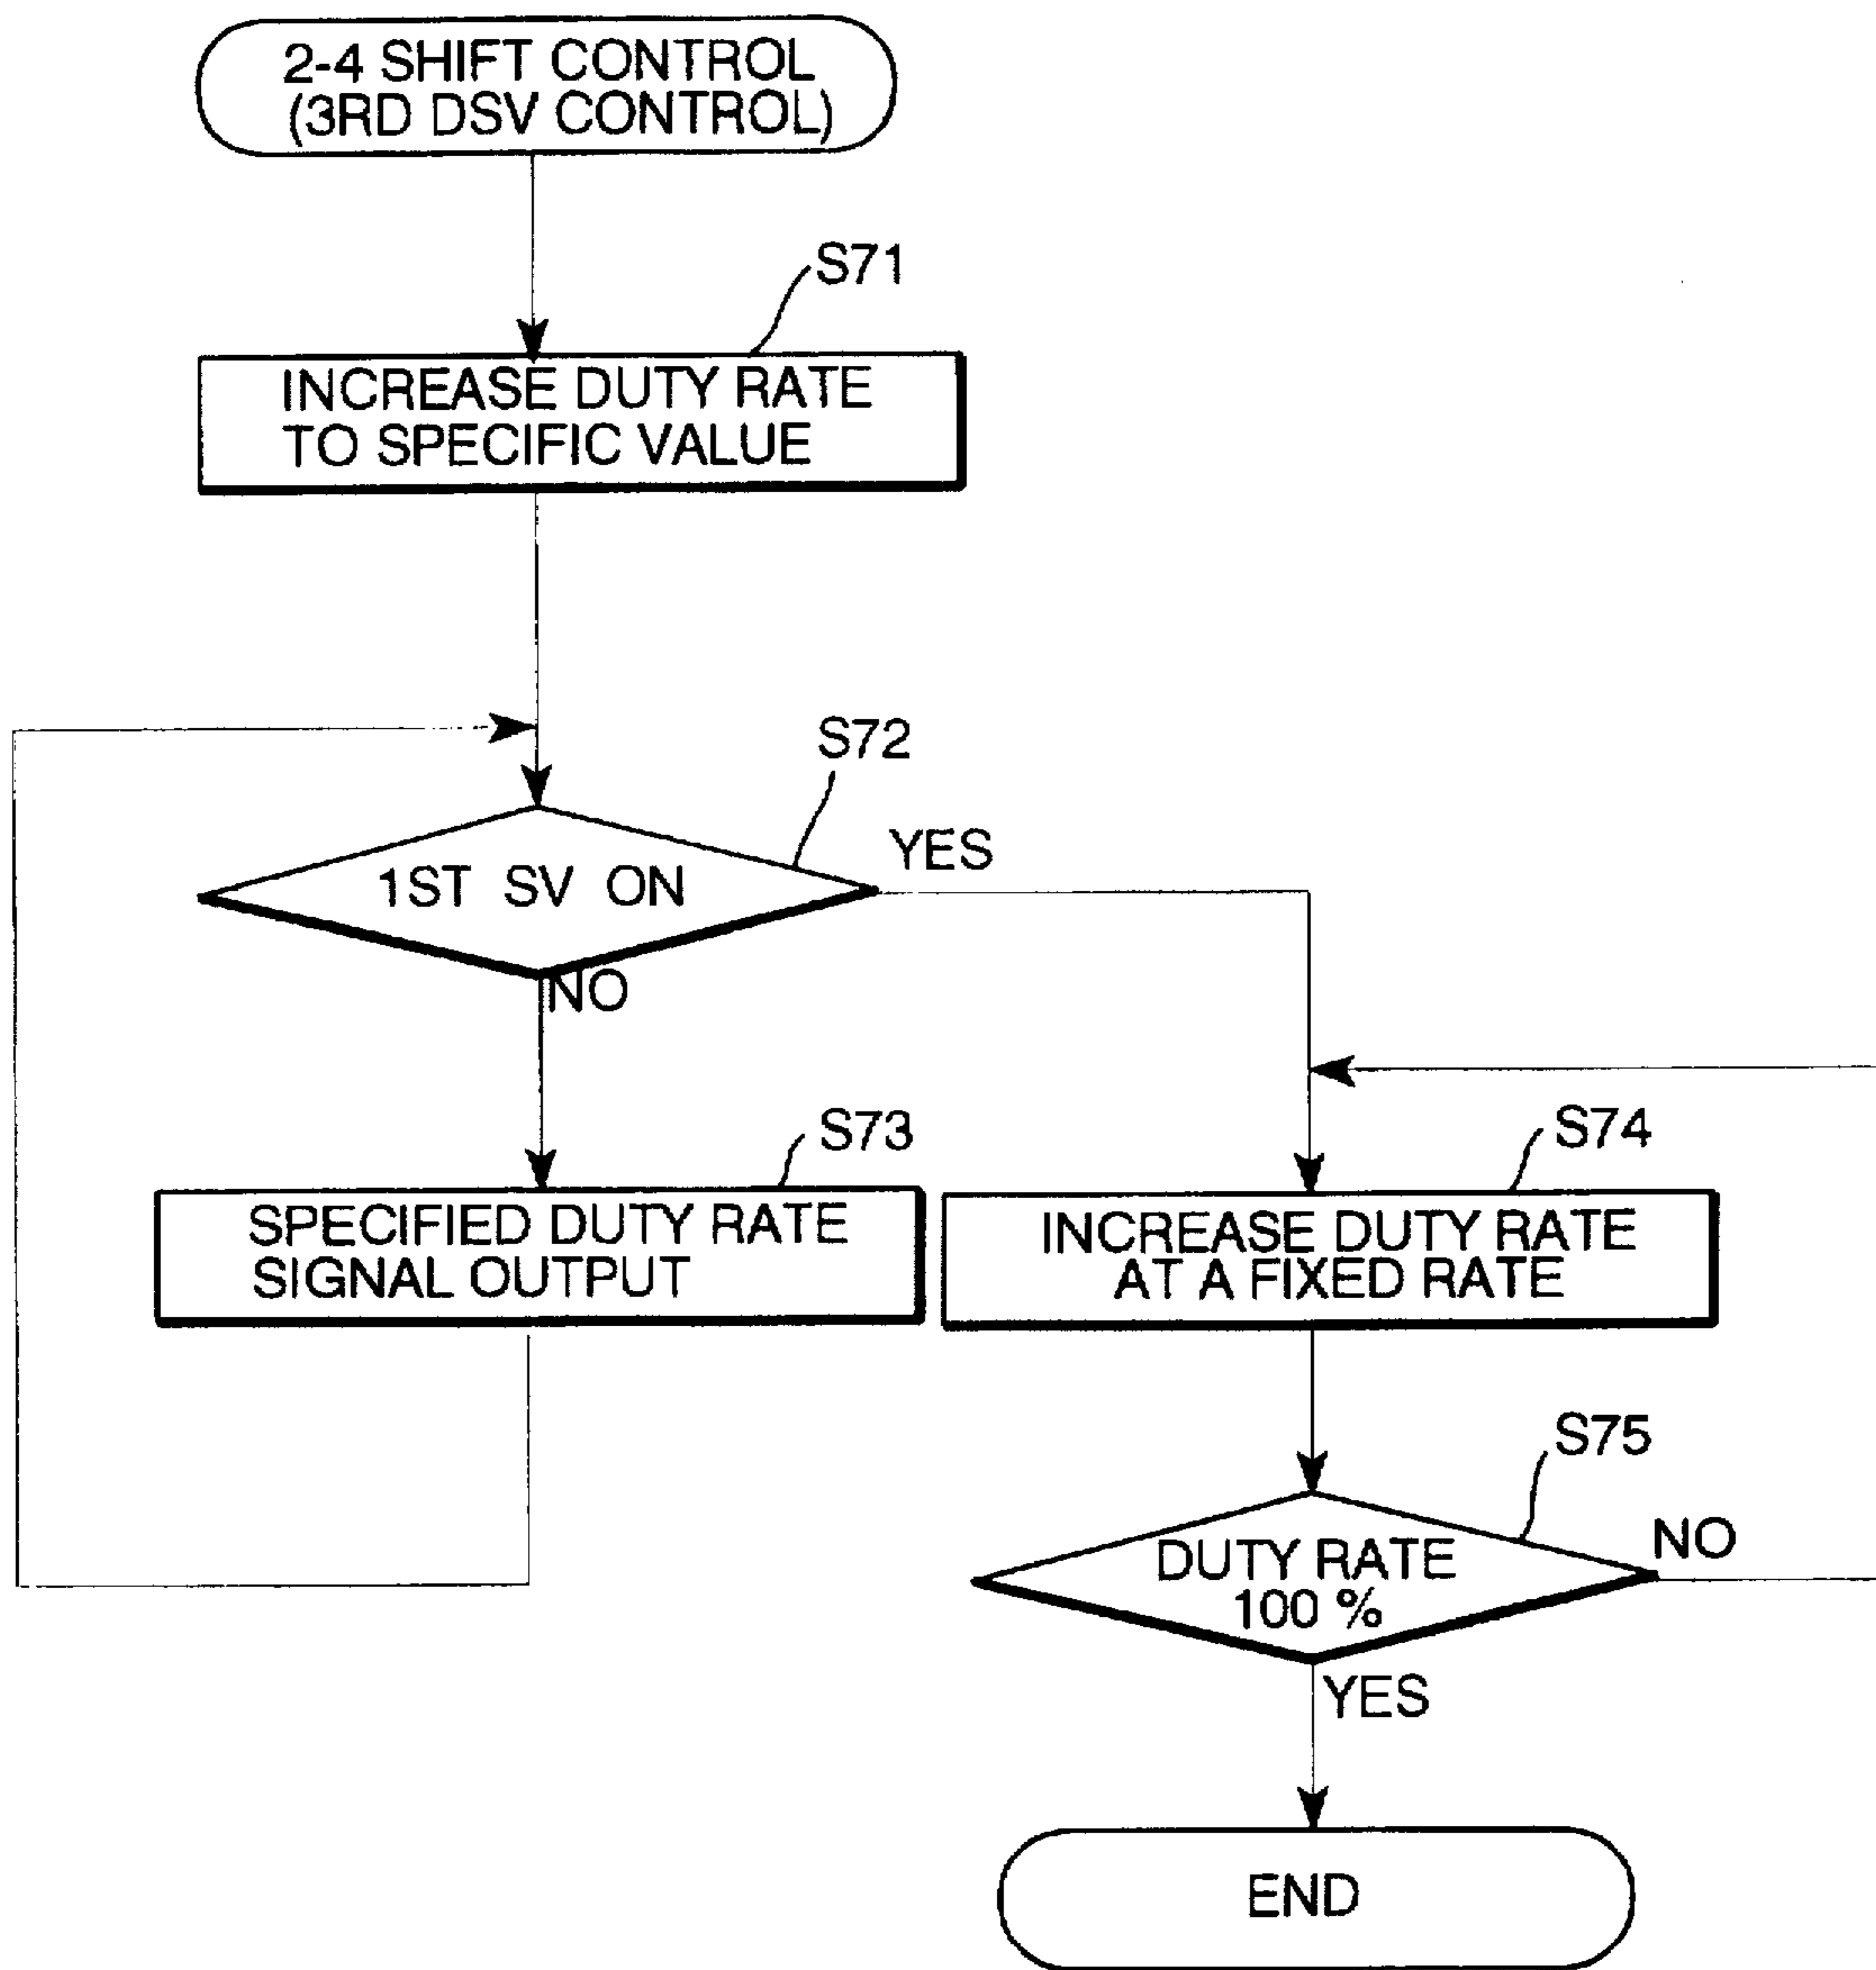 2-4 SHIFT CONTROL
(3RD DSV CONTROL)
S71
INCREASE DUTY RATE
TO SPECIFIC VALUE
S72
1ST SV ON
YES
NO
S73
SPECIFIED DUTY RATE
SIGNAL OUTPUT
S74
INCREASE DUTY RATE
AT A FIXED RATE
S75
DUTY RATE
100 %
NO
YES
END